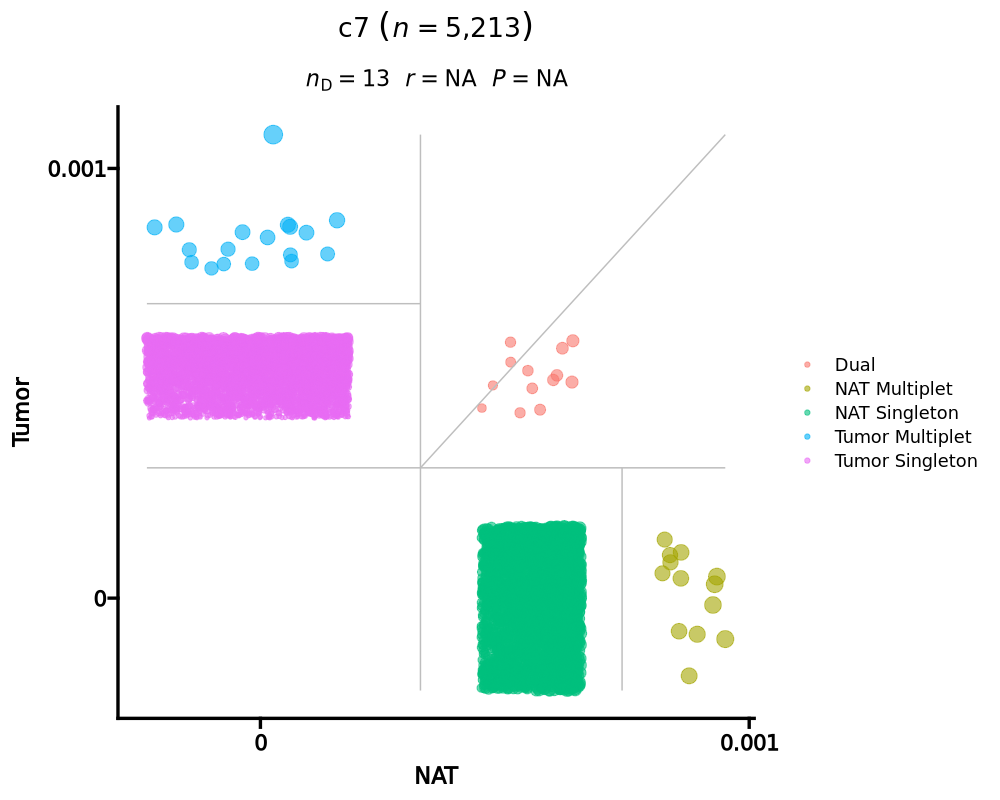 c7 (n = 5,213)
nD = 13 r = NA P = NA
0.001
Tumor
0
0
0.001
NAT
Dual
NAT Multiplet
NAT Singleton
Tumor Multiplet
Tumor Singleton